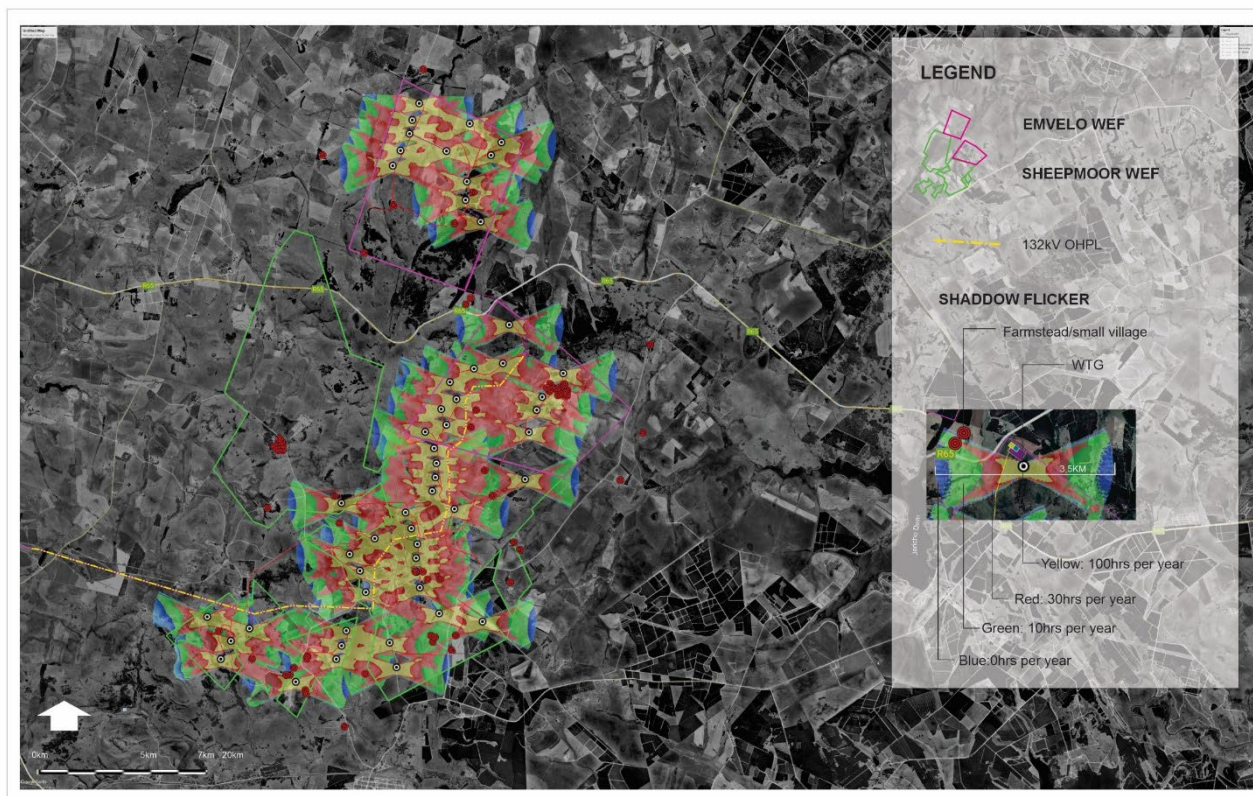 LEGEND
EMVELO WEF
SHEEPMOOR WEF
132kV OHPL
SHADDOW FLICKER
Farmstead/small village
WTG
R65
3.5KM
Yellow: 100hrs per year
Red: 30hrs per year
Green: 10hrs per year
Blue:0hrs per year
Jericho Dam
R65
R65
0km 5km 7km 20km